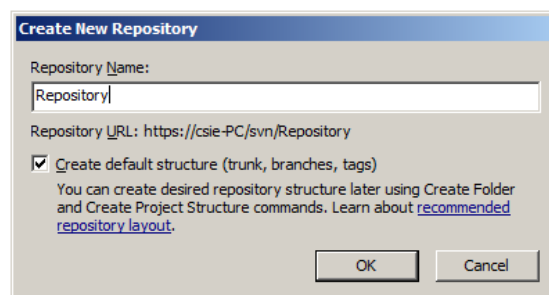 Create New Repository
Repository Name:
Repository
Repository URL: https://csie-PC/svn/Repository
Create default structure (trunk, branches, tags)
You can create desired repository structure later using Create Folder
and Create Project Structure commands. Learn about recommended
repository layout.
OK Cancel